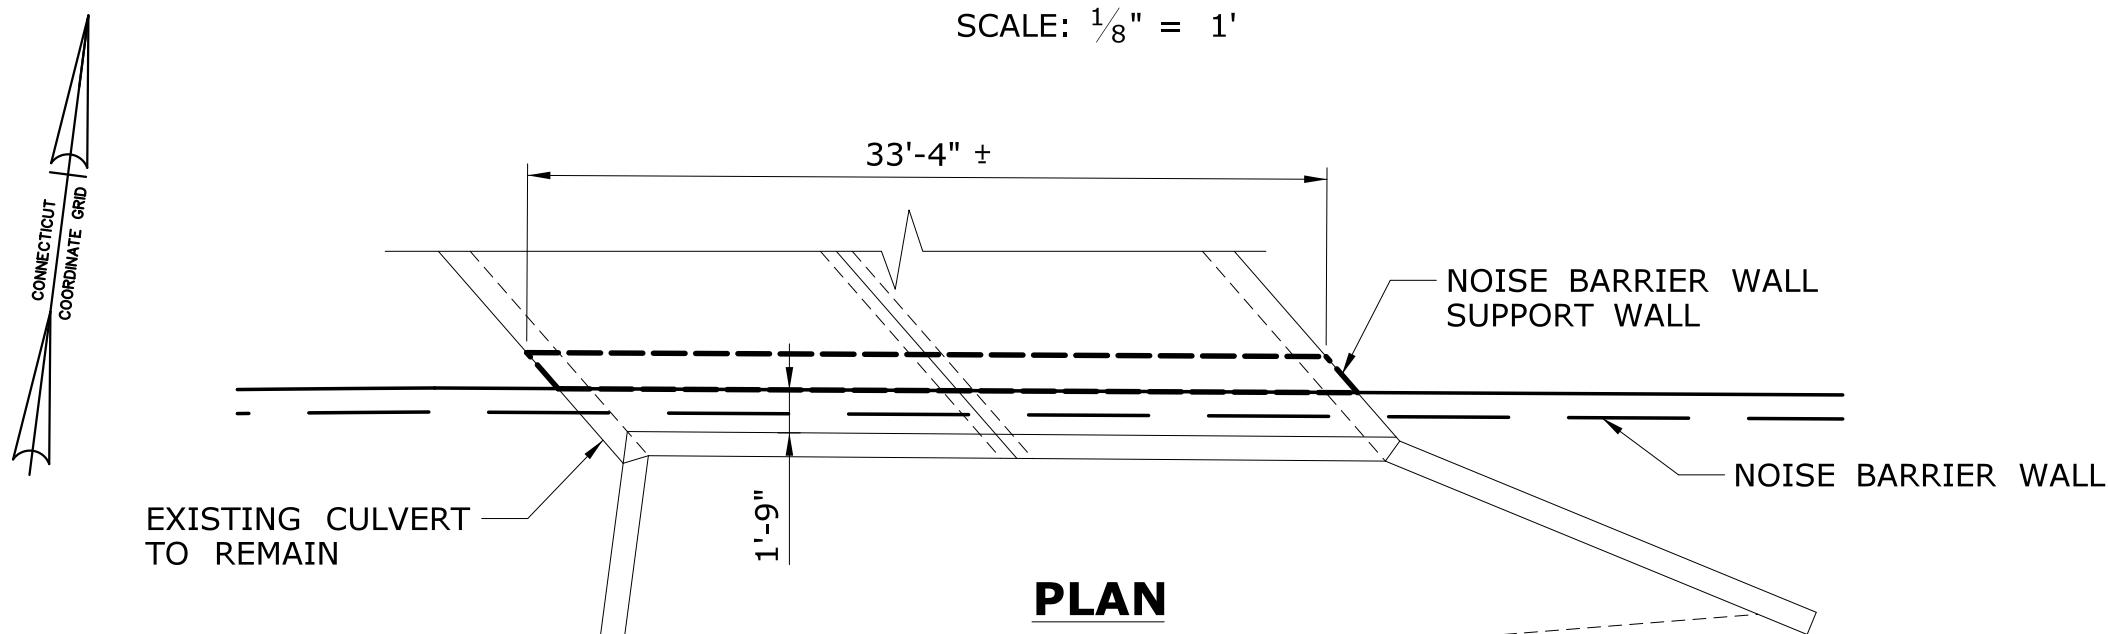 SCALE: 1/8" = 1'
CONNECTICUT
COORDINATE GRID
33'-4" ±
NOISE BARRIER WALL
SUPPORT WALL
NOISE BARRIER WALL
EXISTING CULVERT
TO REMAIN
1'-9"
PLAN